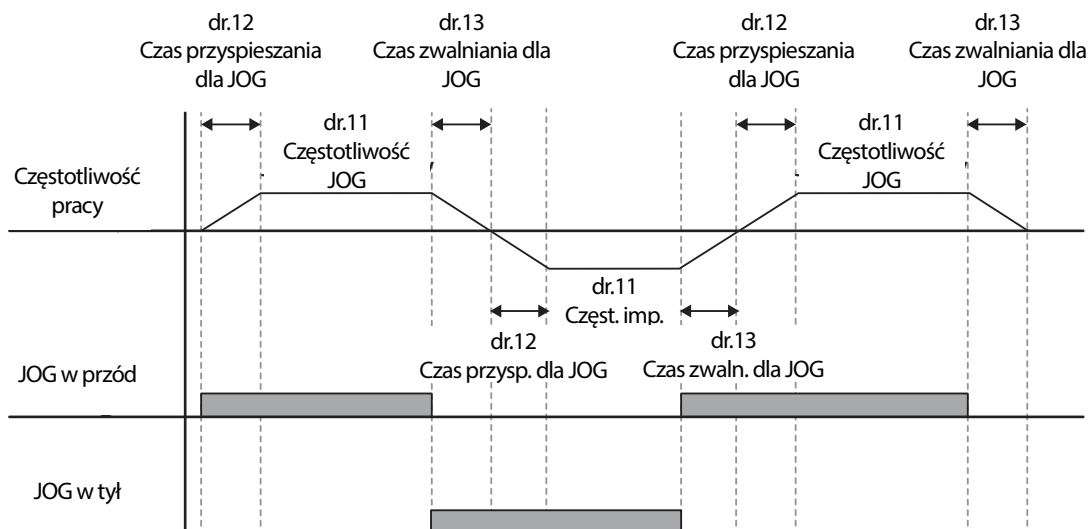 dr.12
Czas przyspieszania
dla JOG
dr.13
Czas zwalniania dla
JOG
dr.12
Czas przyspieszania
dla JOG
dr.13
Czas zwalniania dla
JOG
dr.11
Częstotliwość
JOG
dr.11
Częstotliwość
JOG
Częstotliwość
pracy
dr.11
Częst. imp.
dr.12
Czas przysp. dla JOG
dr.13
Czas zwaln. dla JOG
JOG w przód
JOG w tył